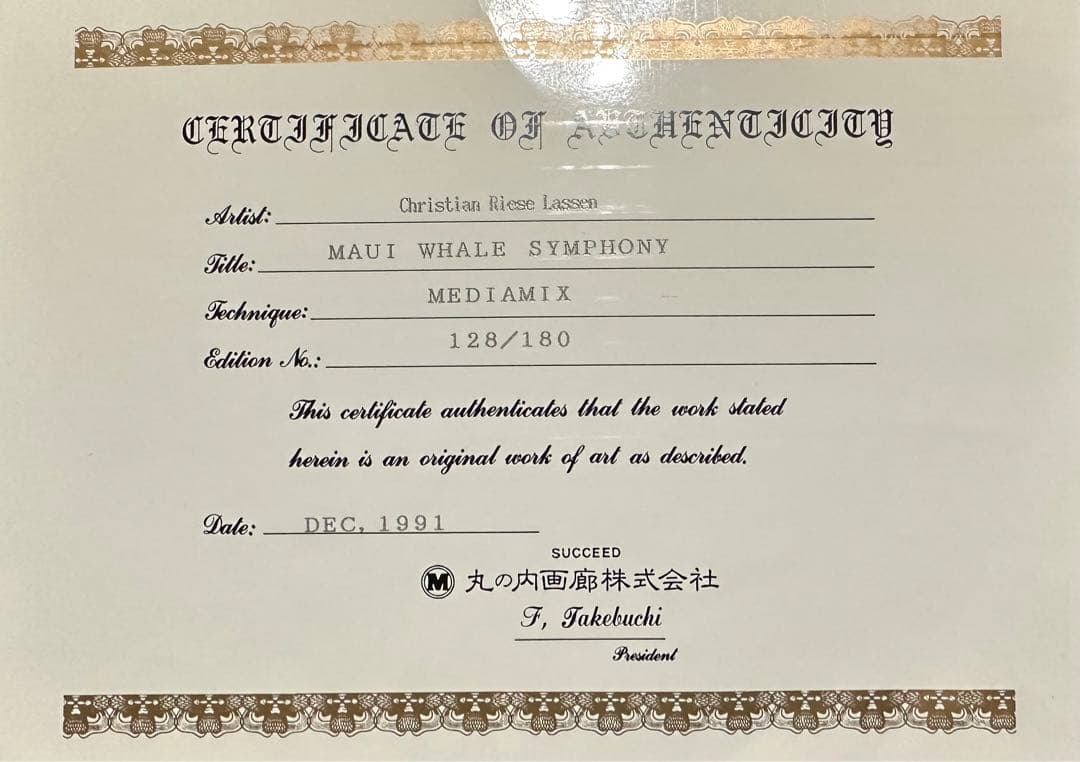 CERTIFICATE OF AUTHENTICITY
Artist: Christian Riese Lassen
Title: MAUI WHALE SYMPHONY
Technique: MEDIAMIX
Edition No.: 128/180
This certificate authenticates that the work stated
herein is an original work of art as described.
Date: DEC, 1991
SUCCEED
M 丸の内画廊株式会社
F, Takebuchi
President